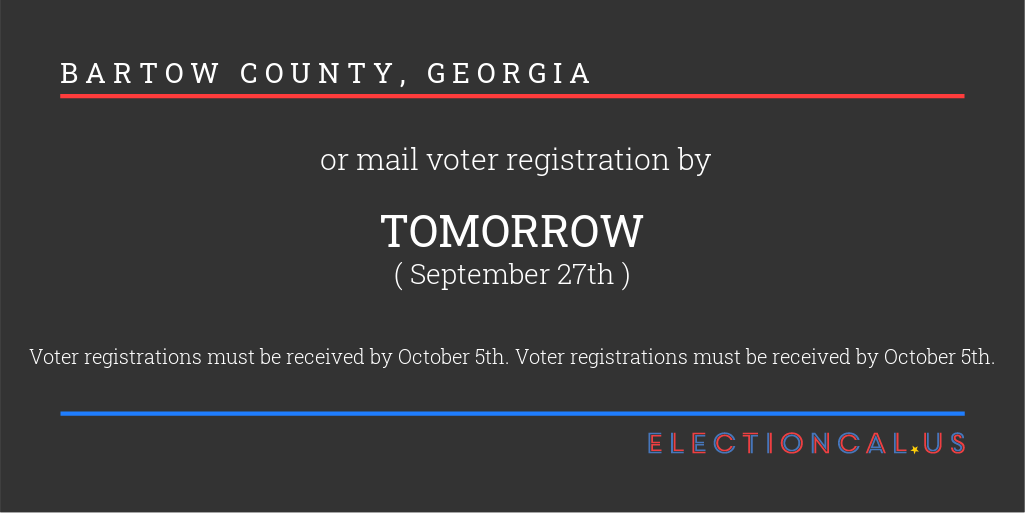 BARTOW COUNTY, GEORGIA
or mail voter registration by
TOMORROW
( September 27th )
Voter registrations must be received by October 5th. Voter registrations must be received by October 5th.
ELECTIONCAL.US